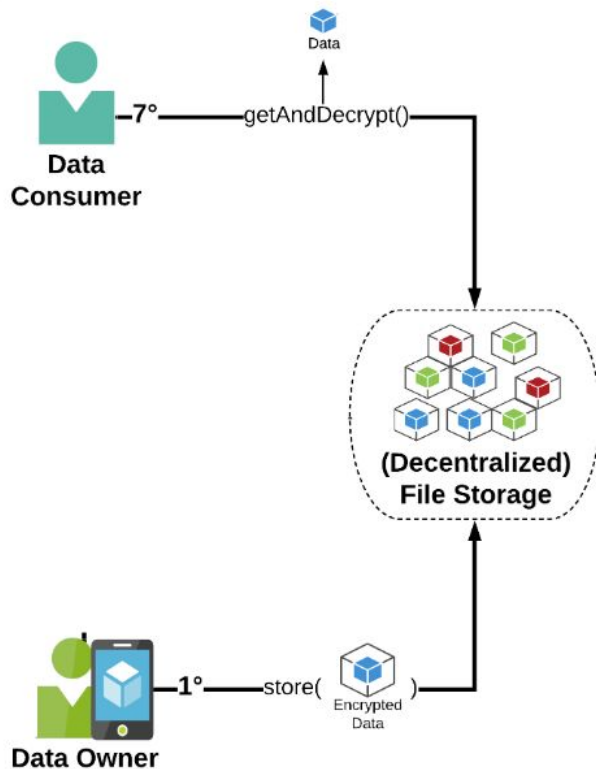 Data
7°
getAndDecrypt()
Data
Consumer
(Decentralized)
File Storage
1°
store(
)
Encrypted
Data
Data Owner